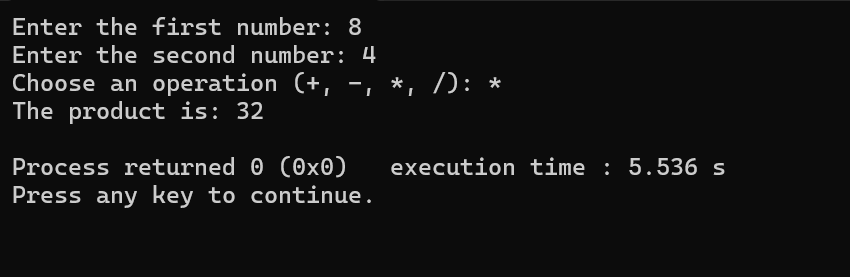 Enter the first number: 8
Enter the second number: 4
Choose an operation (+, −, *, /): *
The product is: 32
Process returned 0 (0x0)   execution time : 5.536 s
Press any key to continue.